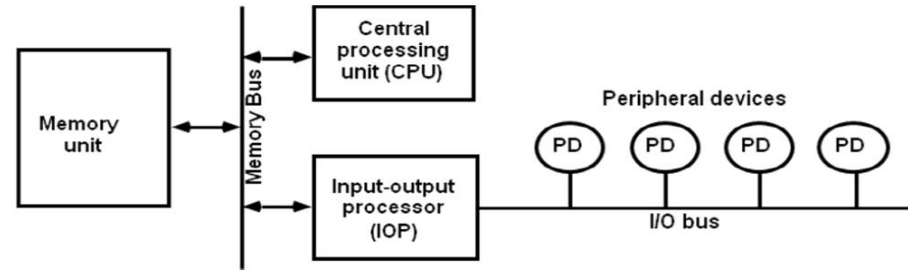 Central
processing
unit (CPU)
Memory
unit
Memory Bus
Input-output
processor
(IOP)
Peripheral devices
PD
PD
PD
PD
I/O bus